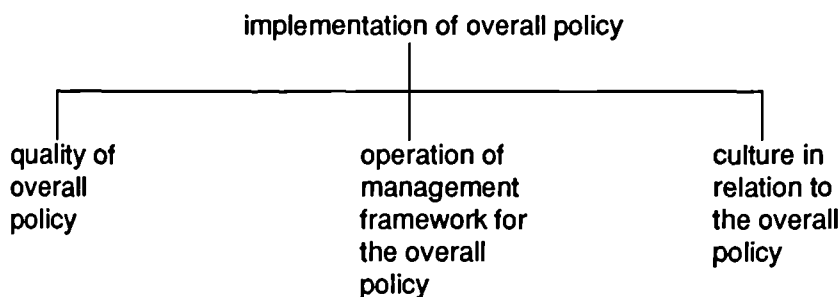 implementation of overall policy
quality of
overall
policy
operation of
management
framework for
the overall
policy
culture in
relation to
the overall
policy